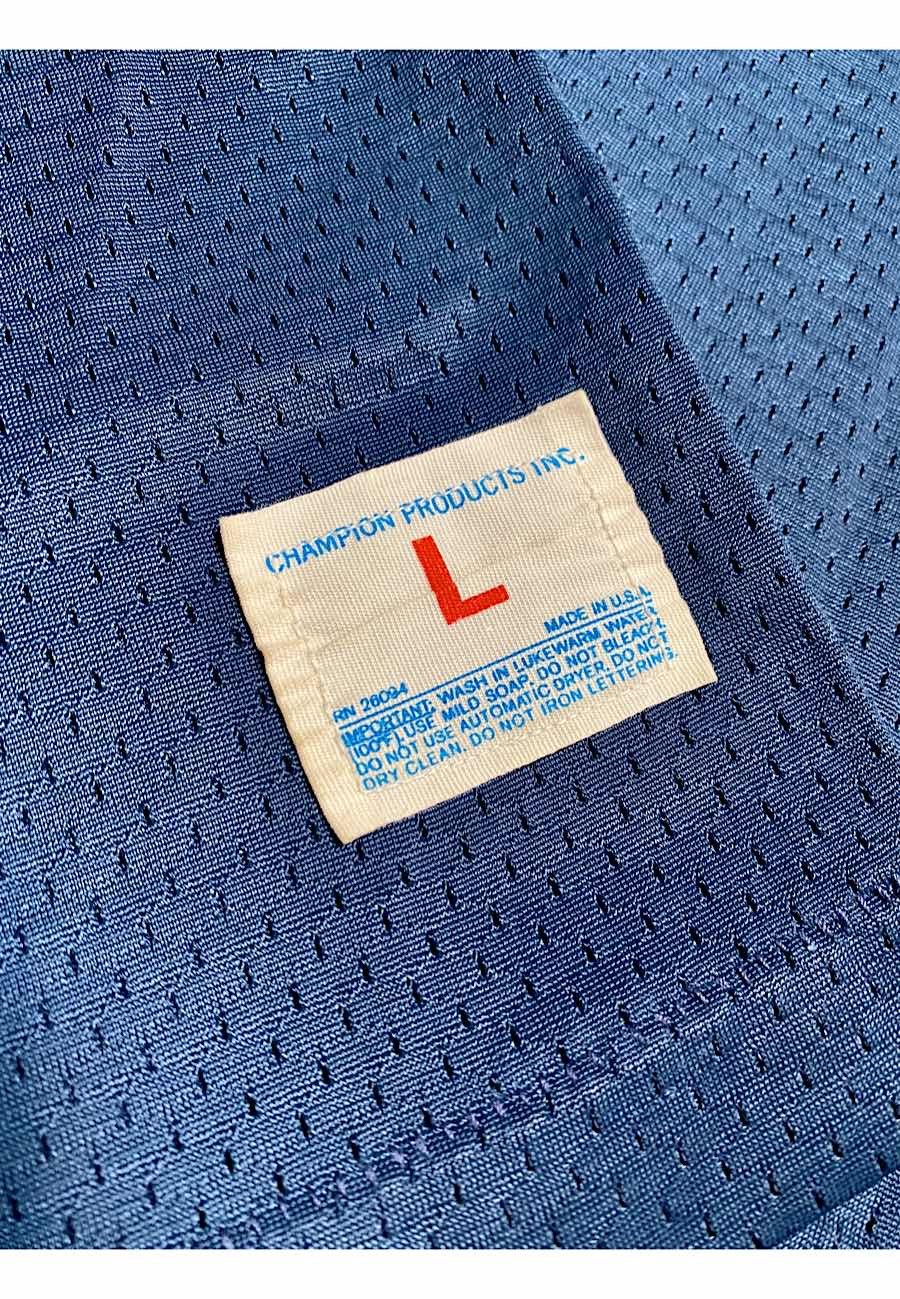 CHAMPION PRODUCTS INC.
L
MADE IN U.S.A.
RN 26094
IMPORTANT: WASH IN LUKEWARM WATER
100°F USE MILD SOAP. DO NOT BLEACH.
DO NOT USE AUTOMATIC DRYER. DO NOT
DRY CLEAN. DO NOT IRON LETTERING.